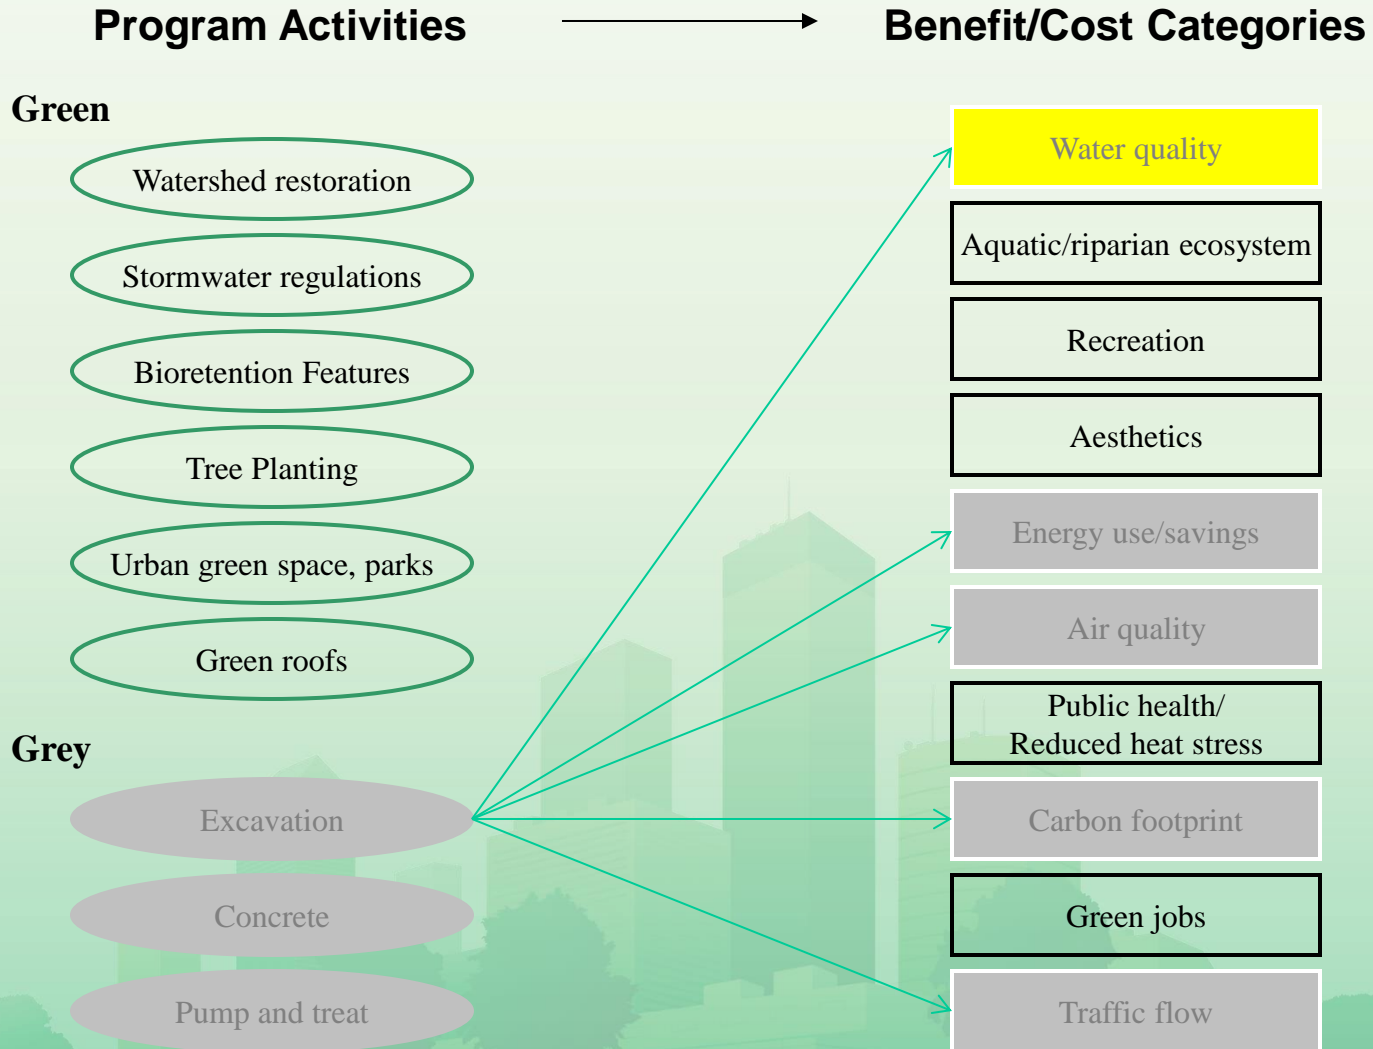 Program Activities
Benefit/Cost Categories
Green
Watershed restoration
Stormwater regulations
Bioretention Features
Tree Planting
Urban green space, parks
Green roofs
Grey
Excavation
Concrete
Pump and treat
Water quality
Aquatic/riparian ecosystem
Recreation
Aesthetics
Energy use/savings
Air quality
Public health/
Reduced heat stress
Carbon footprint
Green jobs
Traffic flow